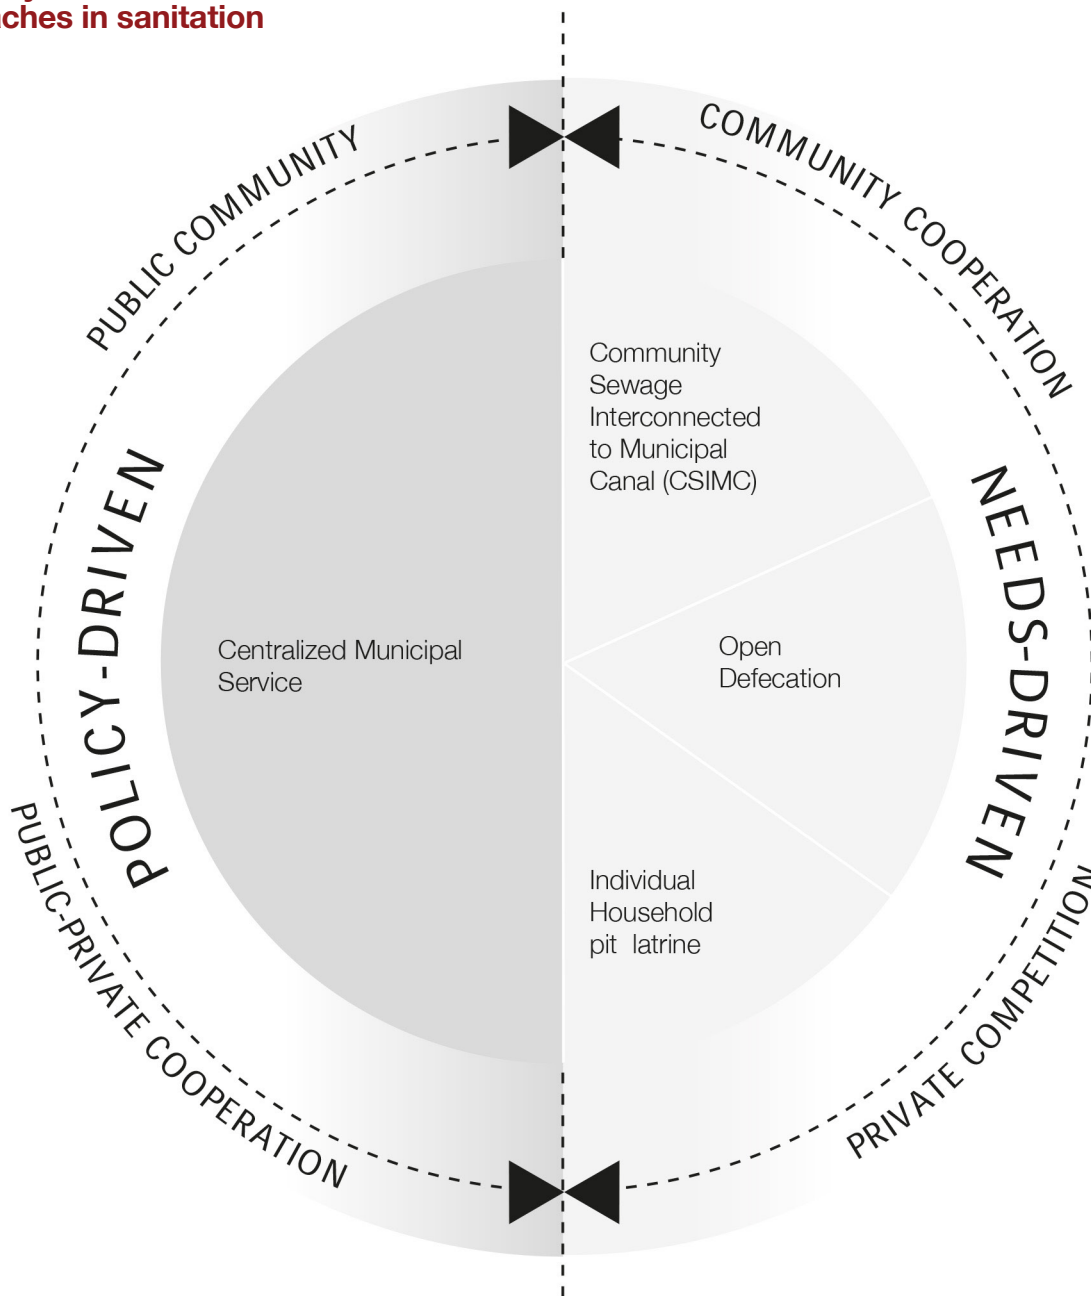 aches in sanitation
PUBLIC COMMUNITY
COMMUNITY COOPERATION
Community
Sewage
Interconnected
to Municipal
Canal (CSIMC)
POLICY-DRIVEN
NEEDS-DRIVEN
Centralized Municipal
Service
Open
Defecation
Individual
Household
pit latrine
PUBLIC-PRIVATE COOPERATION
PRIVATE COMPETITION